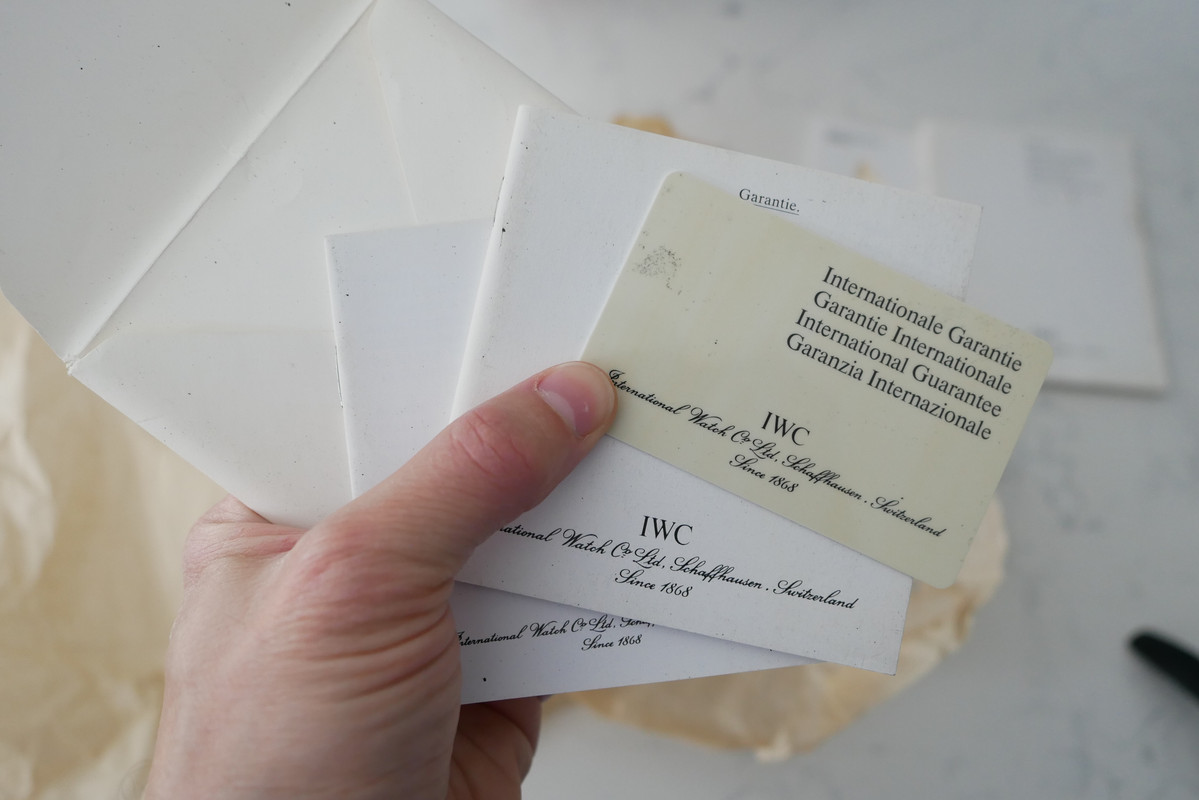 Garantie.
Internationale Garantie
Garantie Internationale
International Guarantee
Garanzia Internazionale
IWC
International Watch Co Ltd, Schaffhausen . Switzerland
Since 1868
IWC
Watch Co Ltd, Schaffhausen . Switzerland
Since 1868
International Watch Co Ltd,
Since 1868